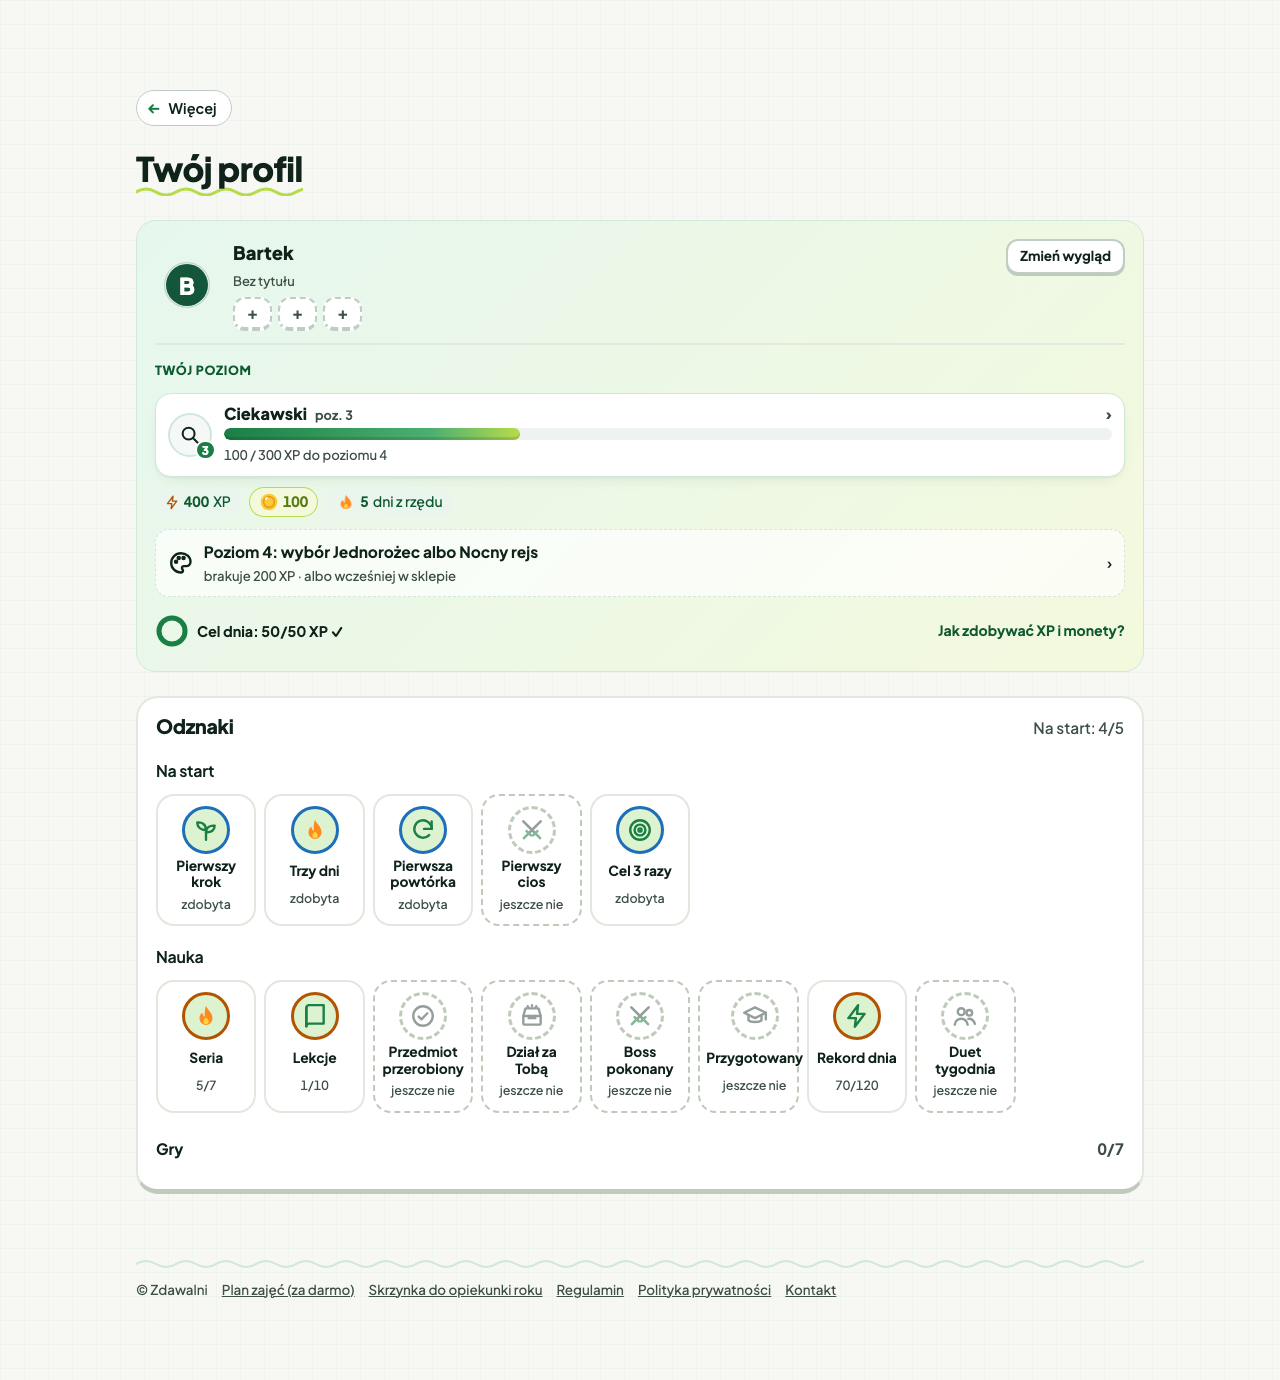 ← Więcej
Twój profil
B
Bartek
Zmień wygląd
Bez tytułu
+ + +
TWÓJ POZIOM
Ciekawski poz. 3 ›
3
100 / 300 XP do poziomu 4
400 XP 100 5 dni z rzędu
Poziom 4: wybór Jednorożec albo Nocny rejs ›
brakuje 200 XP · albo wcześniej w sklepie
Cel dnia: 50/50 XP ✓ Jak zdobywać XP i monety?
Odznaki Na start: 4/5
Na start
Pierwszy krok
zdobyta
Trzy dni
zdobyta
Pierwsza powtórka
zdobyta
Pierwszy cios
jeszcze nie
Cel 3 razy
zdobyta
Nauka
Seria
5/7
Lekcje
1/10
Przedmiot przerobiony
jeszcze nie
Dział za Tobą
jeszcze nie
Boss pokonany
jeszcze nie
Przygotowany
jeszcze nie
Rekord dnia
70/120
Duet tygodnia
jeszcze nie
Gry 0/7
© Zdawalni Plan zajęć (za darmo) Skrzynka do opiekunki roku Regulamin Polityka prywatności Kontakt